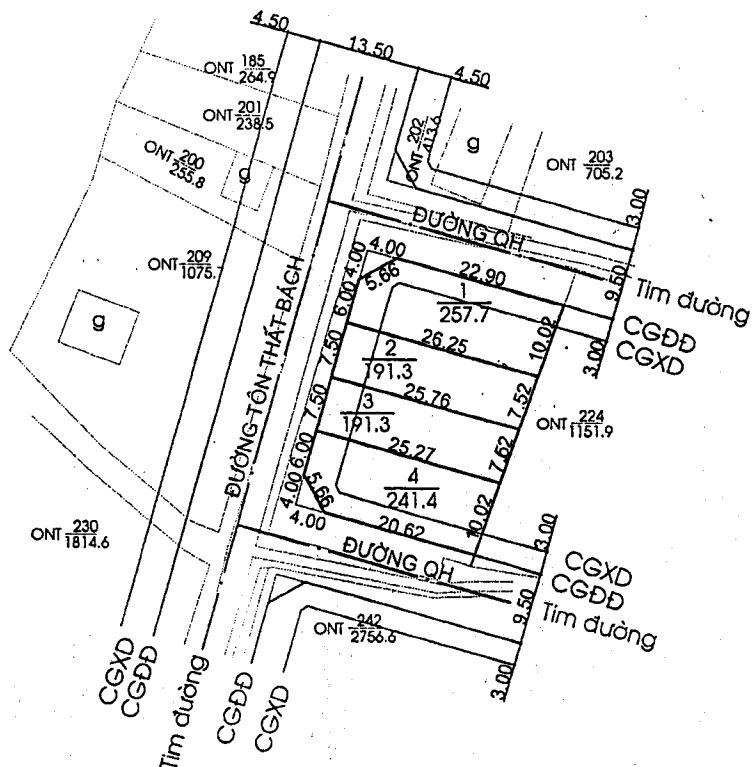 4.50
13.50
4.50
ONT 185
264.9
ONT 201
238.5
ONT 200
255.8
g
ONT 202
413.6
g
ONT 203
705.2
3.00
ĐƯỜNG QH
9.50
Tim đường
CGĐĐ
CGXD
3.00
ONT 209
1075.7
g
ĐƯỜNG TÔN THẤT BÁCH
4.00
4.00
5.66
22.90
6.00
1
257.7
10.02
26.25
7.50
2
191.3
7.52
25.76
7.50
3
191.3
ONT 224
1151.9
7.62
25.27
6.00
4
241.4
10.02
4.00
5.66
4.00
20.62
3.00
ĐƯỜNG QH
CGXD
CGĐĐ
Tim đường
9.50
ONT 230
1814.6
ONT 242
2756.6
3.00
CGXD
CGĐĐ
Tim đường
CGĐĐ
CGXD